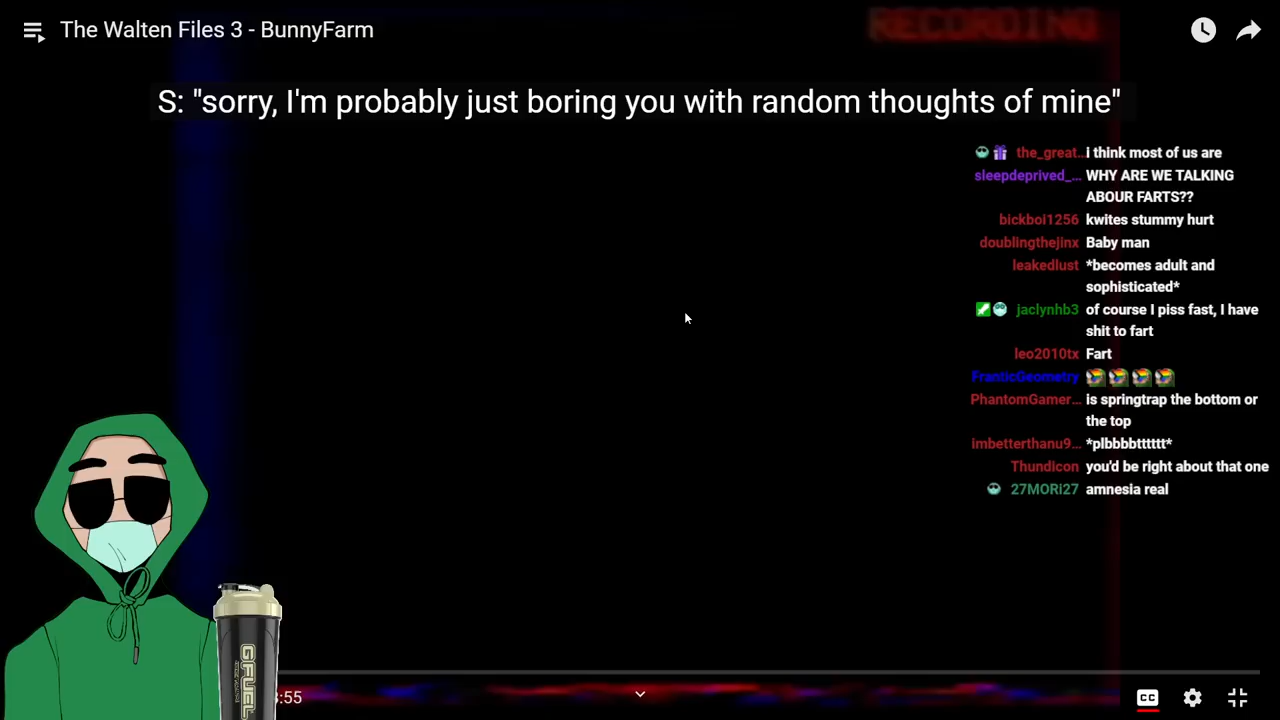 The Walten Files 3 - BunnyFarm
RECORDING
S: "sorry, I'm probably just boring you with random thoughts of mine"
the_great… i think most of us are
sleepdeprived_… WHY ARE WE TALKING
ABOUR FARTS??
bickboi1256 kwites stummy hurt
doublingthejinx Baby man
leakedlust *becomes adult and
sophisticated*
jaclynhb3 of course I piss fast, I have
shit to fart
leo2010tx Fart
FranticGeometry
PhantomGamer… is springtrap the bottom or
the top
imbetterthanu9… *plbbbbtttttt*
Thundicon you'd be right about that one
27MORi27 amnesia real
GFUEL
:55
CC